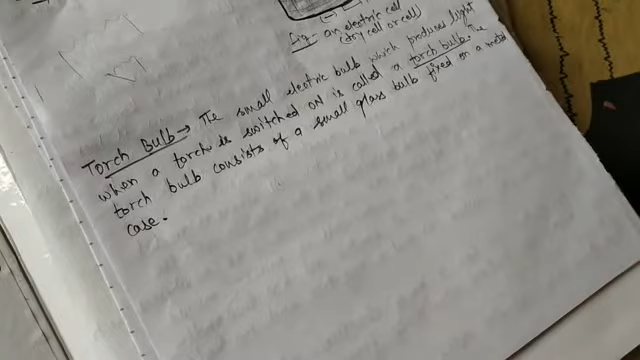 (-)
Fig:- an electric cell
(dry cell or cell)
Torch Bulb → The small electric bulb which produces light
when a torch is switched on is called a torch bulb. The
torch bulb consists of a small glass bulb fixed on a metal
case.